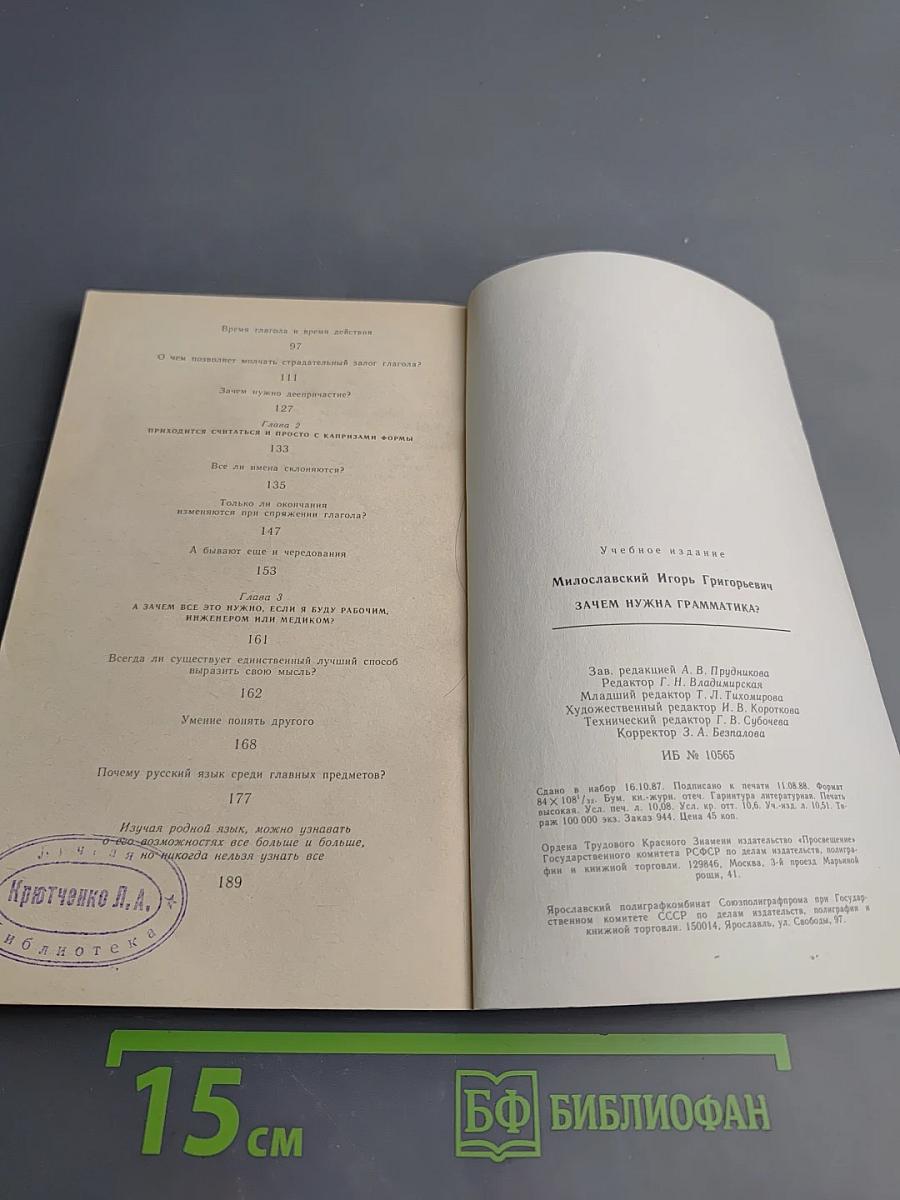 Время глагола и время действия
97
О чем позволяет молчать страдательный залог глагола?
111
Зачем нужно деепричастие?
127
Глава 2
ПРИХОДИТСЯ СЧИТАТЬСЯ И ПРОСТО С КАПРИЗАМИ ФОРМЫ
133
Все ли имена склоняются?
135
Только ли окончания
изменяются при спряжении глагола?
147
А бывают еще и чередования
153
Глава 3
А ЗАЧЕМ ВСЕ ЭТО НУЖНО, ЕСЛИ Я БУДУ РАБОЧИМ,
ИНЖЕНЕРОМ ИЛИ МЕДИКОМ?
161
Всегда ли существует единственный лучший способ
выразить свою мысль?
162
Умение понять другого
168
Почему русский язык среди главных предметов?
177
Изучая родной язык, можно узнавать
о его возможностях все больше и больше,
но никогда нельзя узнать все
189
Крютченко Л. А.
библиотека
Учебное издание
Милославский Игорь Григорьевич
ЗАЧЕМ НУЖНА ГРАММАТИКА?
Зав. редакцией А. В. Прудникова
Редактор Г. Н. Владимирская
Младший редактор Т. Л. Тихомирова
Художественный редактор И. В. Короткова
Технический редактор Г. В. Субочева
Корректор З. А. Безпалова
ИБ № 10565
Сдано в набор 16.10.87. Подписано к печати 11.08.88. Формат
84 × 108¹/₃₂. Бум. кн.-журн. отеч. Гарнитура литературная. Печать
высокая. Усл. печ. л. 10,08. Усл. кр. отт. 10,6. Уч.-изд. л. 10,51. Ти-
раж 100 000 экз. Заказ 944. Цена 45 коп.
Ордена Трудового Красного Знамени издательство «Просвещение»
Государственного комитета РСФСР по делам издательств, полигра-
фии и книжной торговли. 129846, Москва, 3-й проезд Марьиной
рощи, 41.
Ярославский полиграфкомбинат Союзполиграфпрома при Государ-
ственном комитете СССР по делам издательств, полиграфии и
книжной торговли. 150014, Ярославль, ул. Свободы, 97.
15 см
БФ БИБЛИОФАН